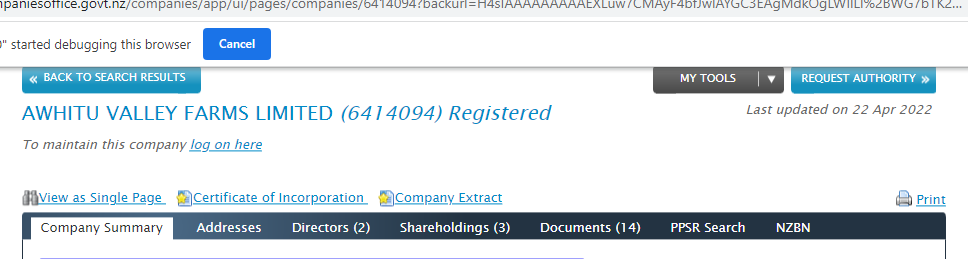 npaniesoffice.govt.nz/companies/app/ui/pages/companies/6414094?backurl=H4sIAAAAAAAAAEXLuw7CMAyF4bfJwlAYGC3EAgMdkOgLWIlLI%2BWG7bTK2...
" started debugging this browser Cancel
« BACK TO SEARCH RESULTS MY TOOLS ▼ REQUEST AUTHORITY »
AWHITU VALLEY FARMS LIMITED (6414094) Registered Last updated on 22 Apr 2022
To maintain this company log on here
View as Single Page Certificate of Incorporation Company Extract Print
Company Summary Addresses Directors (2) Shareholdings (3) Documents (14) PPSR Search NZBN